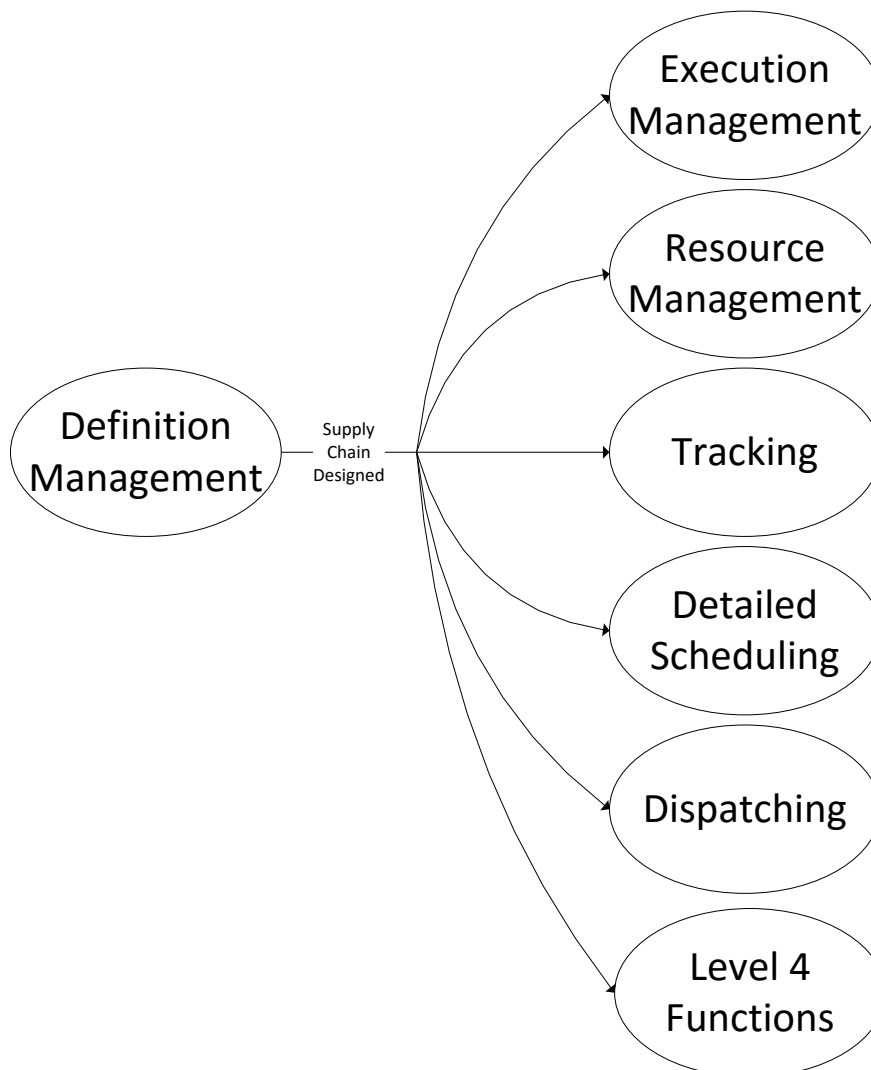 Execution
Management
Resource
Management
Definition
Management
Supply
Chain
Designed
Tracking
Detailed
Scheduling
Dispatching
Level 4
Functions